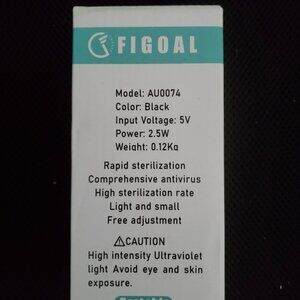 FIGOAL
Model: AU0074
Color: Black
Input Voltage: 5V
Power: 2.5W
Weight: 0.12Kg
Rapid sterilization
Comprehensive antivirus
High sterilization rate
Light and small
Free adjustment
⚠CAUTION
High intensity Ultraviolet
light Avoid eye and skin
exposure.